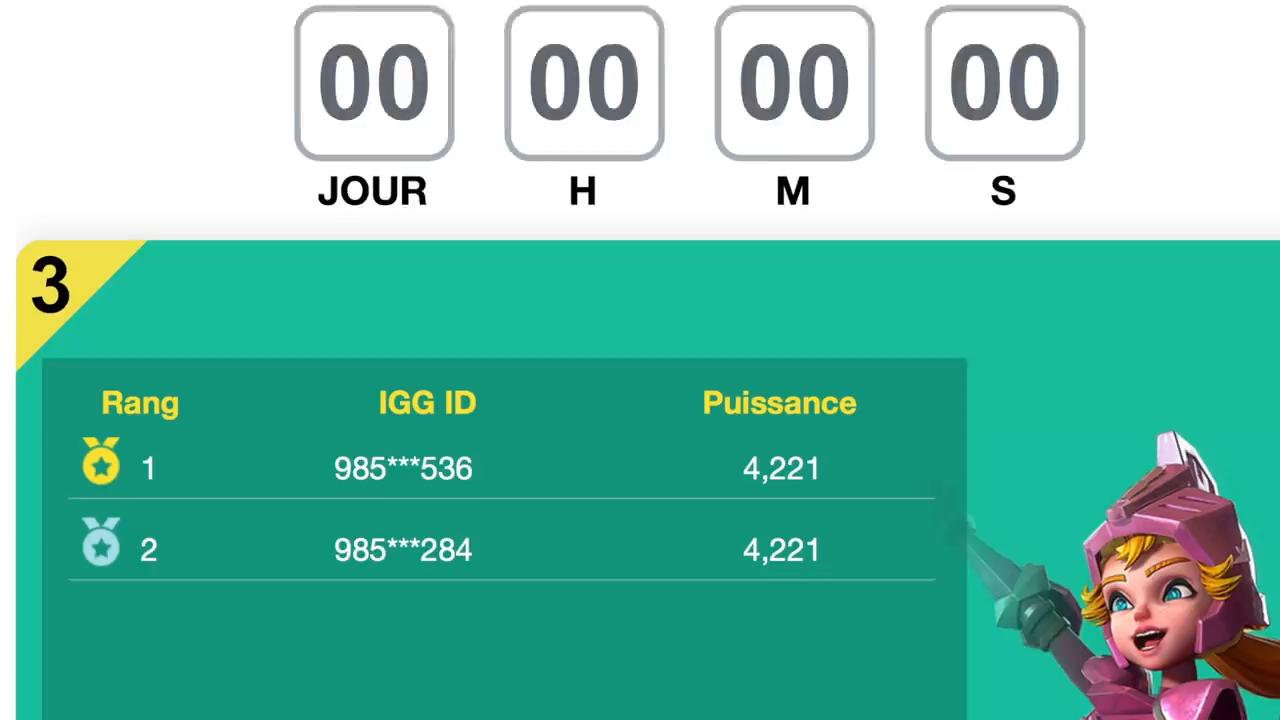 00 00 00 00
JOUR H M S
3
Rang IGG ID Puissance
1 985***536 4,221
2 985***284 4,221